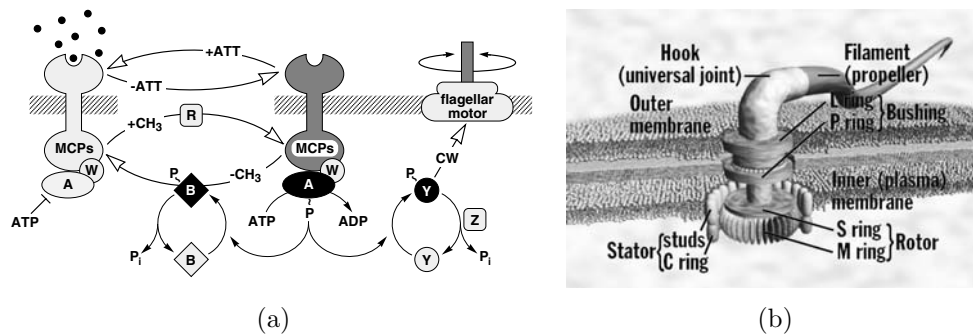 +ATT
-ATT
flagellar
motor
+CH3
R
MCPs
MCPs
CW
W
W
A
-CH3
P
B
A
P
Y
ATP
ATP
P
ADP
Z
Pi
B
Y
Pi
(a)
Hook
(universal joint)
Filament
(propeller)
Outer
membrane
L ring
P ring
Bushing
Inner (plasma)
membrane
Stator
studs
C ring
S ring
M ring
Rotor
(b)